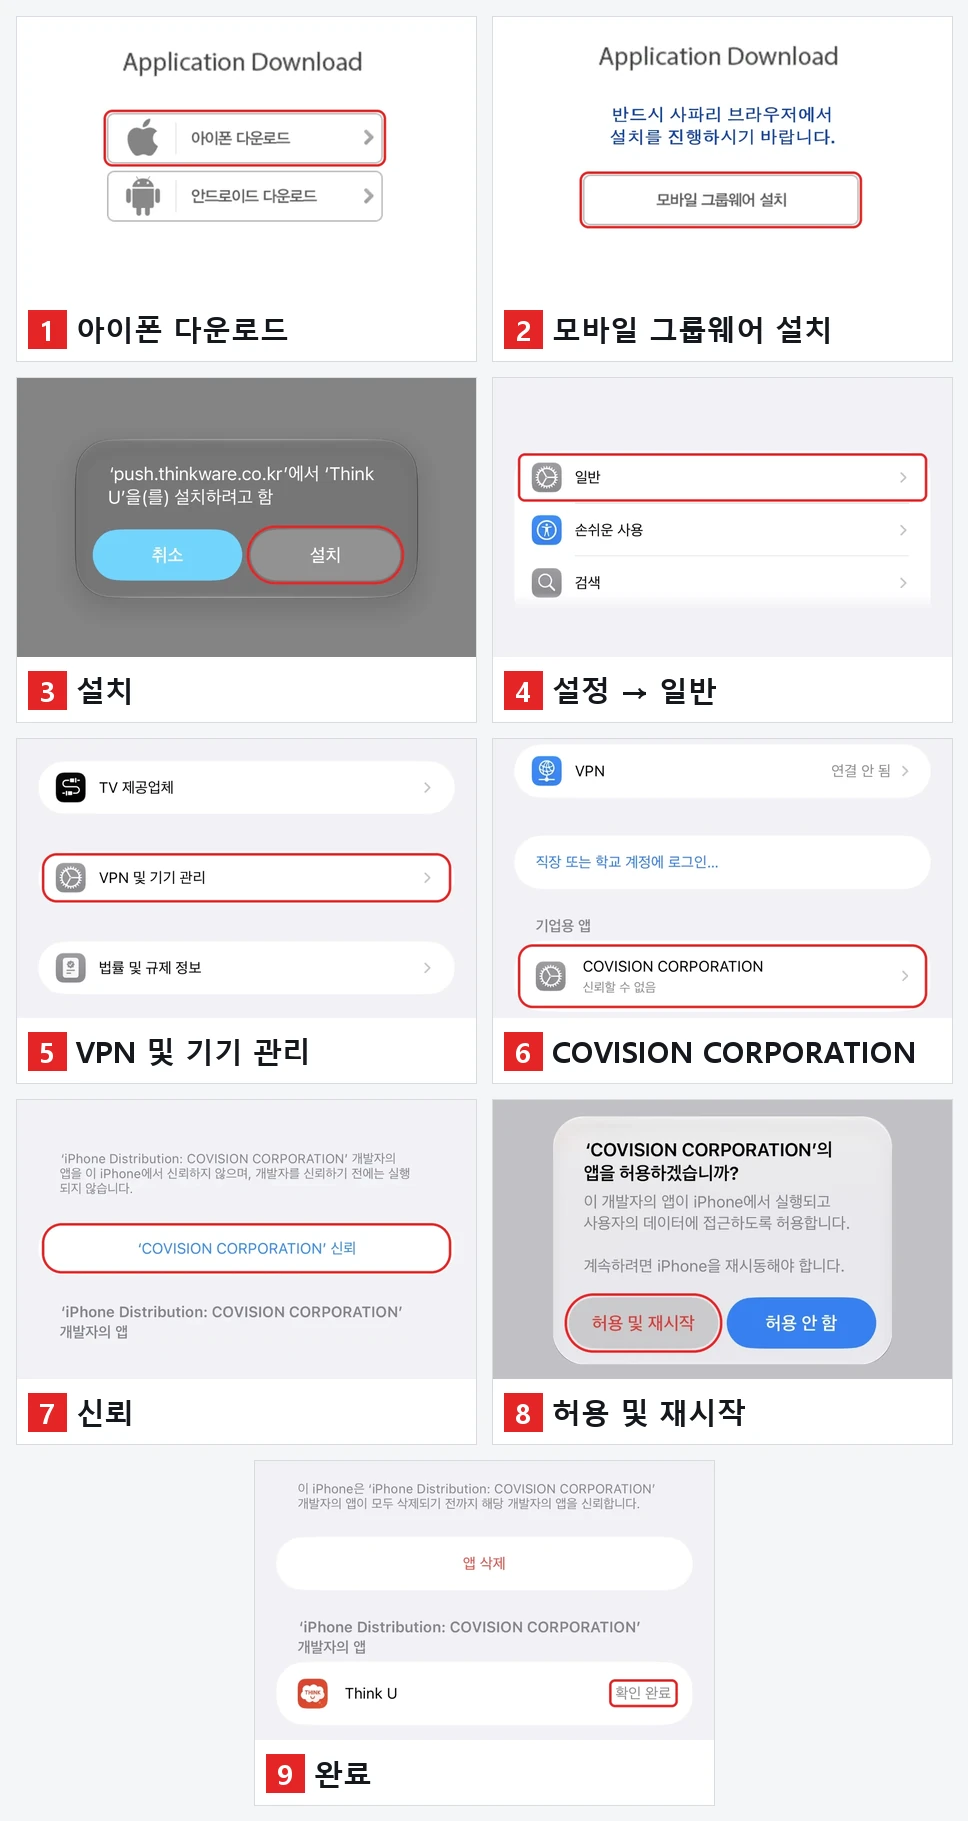 Application Download
아이폰 다운로드
안드로이드 다운로드
1 아이폰 다운로드
Application Download
반드시 사파리 브라우저에서
설치를 진행하시기 바랍니다.
모바일 그룹웨어 설치
2 모바일 그룹웨어 설치
‘push.thinkware.co.kr’에서 ‘Think
U’을(를) 설치하려고 함
취소
설치
3 설치
일반
손쉬운 사용
검색
4 설정 → 일반
TV 제공업체
VPN 및 기기 관리
법률 및 규제 정보
5 VPN 및 기기 관리
VPN 연결 안 됨
직장 또는 학교 계정에 로그인...
기업용 앱
COVISION CORPORATION
신뢰할 수 없음
6 COVISION CORPORATION
‘iPhone Distribution: COVISION CORPORATION’ 개발자의
앱을 이 iPhone에서 신뢰하지 않으며, 개발자를 신뢰하기 전에는 실행
되지 않습니다.
‘COVISION CORPORATION’ 신뢰
‘iPhone Distribution: COVISION CORPORATION’
개발자의 앱
7 신뢰
‘COVISION CORPORATION’의
앱을 허용하겠습니까?
이 개발자의 앱이 iPhone에서 실행되고
사용자의 데이터에 접근하도록 허용합니다.
계속하려면 iPhone을 재시동해야 합니다.
허용 및 재시작
허용 안 함
8 허용 및 재시작
이 iPhone은 ‘iPhone Distribution: COVISION CORPORATION’
개발자의 앱이 모두 삭제되기 전까지 해당 개발자의 앱을 신뢰합니다.
앱 삭제
‘iPhone Distribution: COVISION CORPORATION’
개발자의 앱
THINK
Think U 확인 완료
9 완료